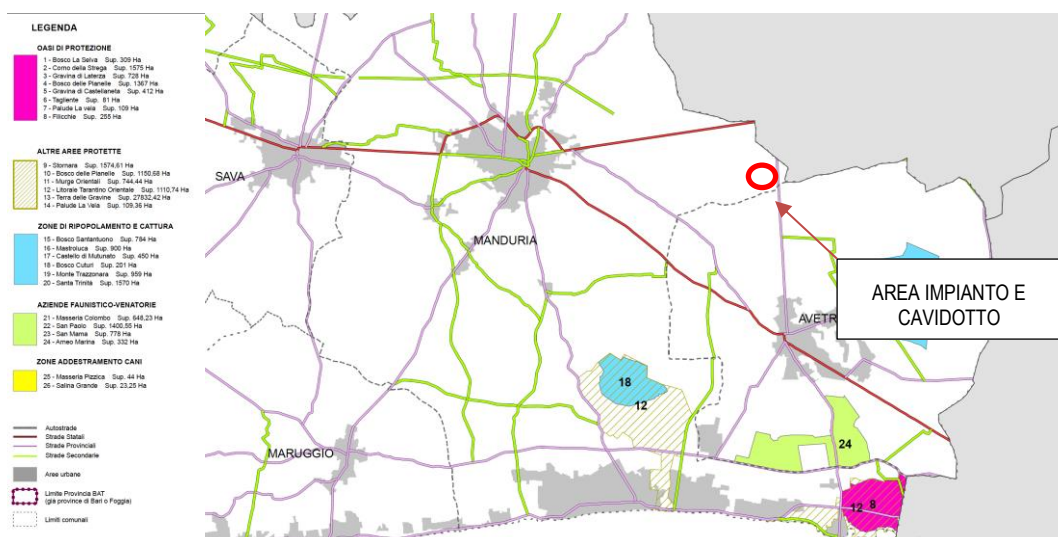 LEGENDA
OASI DI PROTEZIONE
1 - Bosco La Selva Sup. 309 Ha
2 - Corno della Strega Sup. 1575 Ha
3 - Gravina di Laterza Sup. 728 Ha
4 - Bosco delle Pianelle Sup. 1367 Ha
5 - Gravina di Castellaneta Sup. 412 Ha
6 - Tagliente Sup. 81 Ha
7 - Palude La vela Sup. 109 Ha
8 - Filicchie Sup. 255 Ha
ALTRE AREE PROTETTE
9 - Stornara Sup. 1574,61 Ha
10 - Bosco delle Pianelle Sup. 1150,68 Ha
11 - Murge Orientali Sup. 744,44 Ha
12 - Litorale Tarantino Orientale Sup. 1110,74 Ha
13 - Terra delle Gravine Sup. 27832,42 Ha
14 - Palude La Vela Sup. 109,36 Ha
ZONE DI RIPOPOLAMENTO E CATTURA
15 - Bosco Santantuono Sup. 784 Ha
16 - Mastroluca Sup. 900 Ha
17 - Castello di Mutunato Sup. 450 Ha
18 - Bosco Cuturi Sup. 201 Ha
19 - Monte Trazzonara Sup. 959 Ha
20 - Santa Trinità Sup. 1570 Ha
AZIENDE FAUNISTICO-VENATORIE
21 - Masseria Colombo Sup. 648,23 Ha
22 - San Paolo Sup. 1400,55 Ha
23 - San Mama Sup. 778 Ha
24 - Arneo Marina Sup. 332 Ha
ZONE ADDESTRAMENTO CANI
25 - Masseria Pizzica Sup. 44 Ha
26 - Salina Grande Sup. 23,25 Ha
Autostrade
Strade Statali
Strade Provinciali
Strade Secondarie
Aree urbane
Limite Provincia BAT
(già province di Bari o Foggia)
Limiti comunali
SAVA
MANDURIA
AREA IMPIANTO E
CAVIDOTTO
AVETR
18
12
24
MARUGGIO
12
8